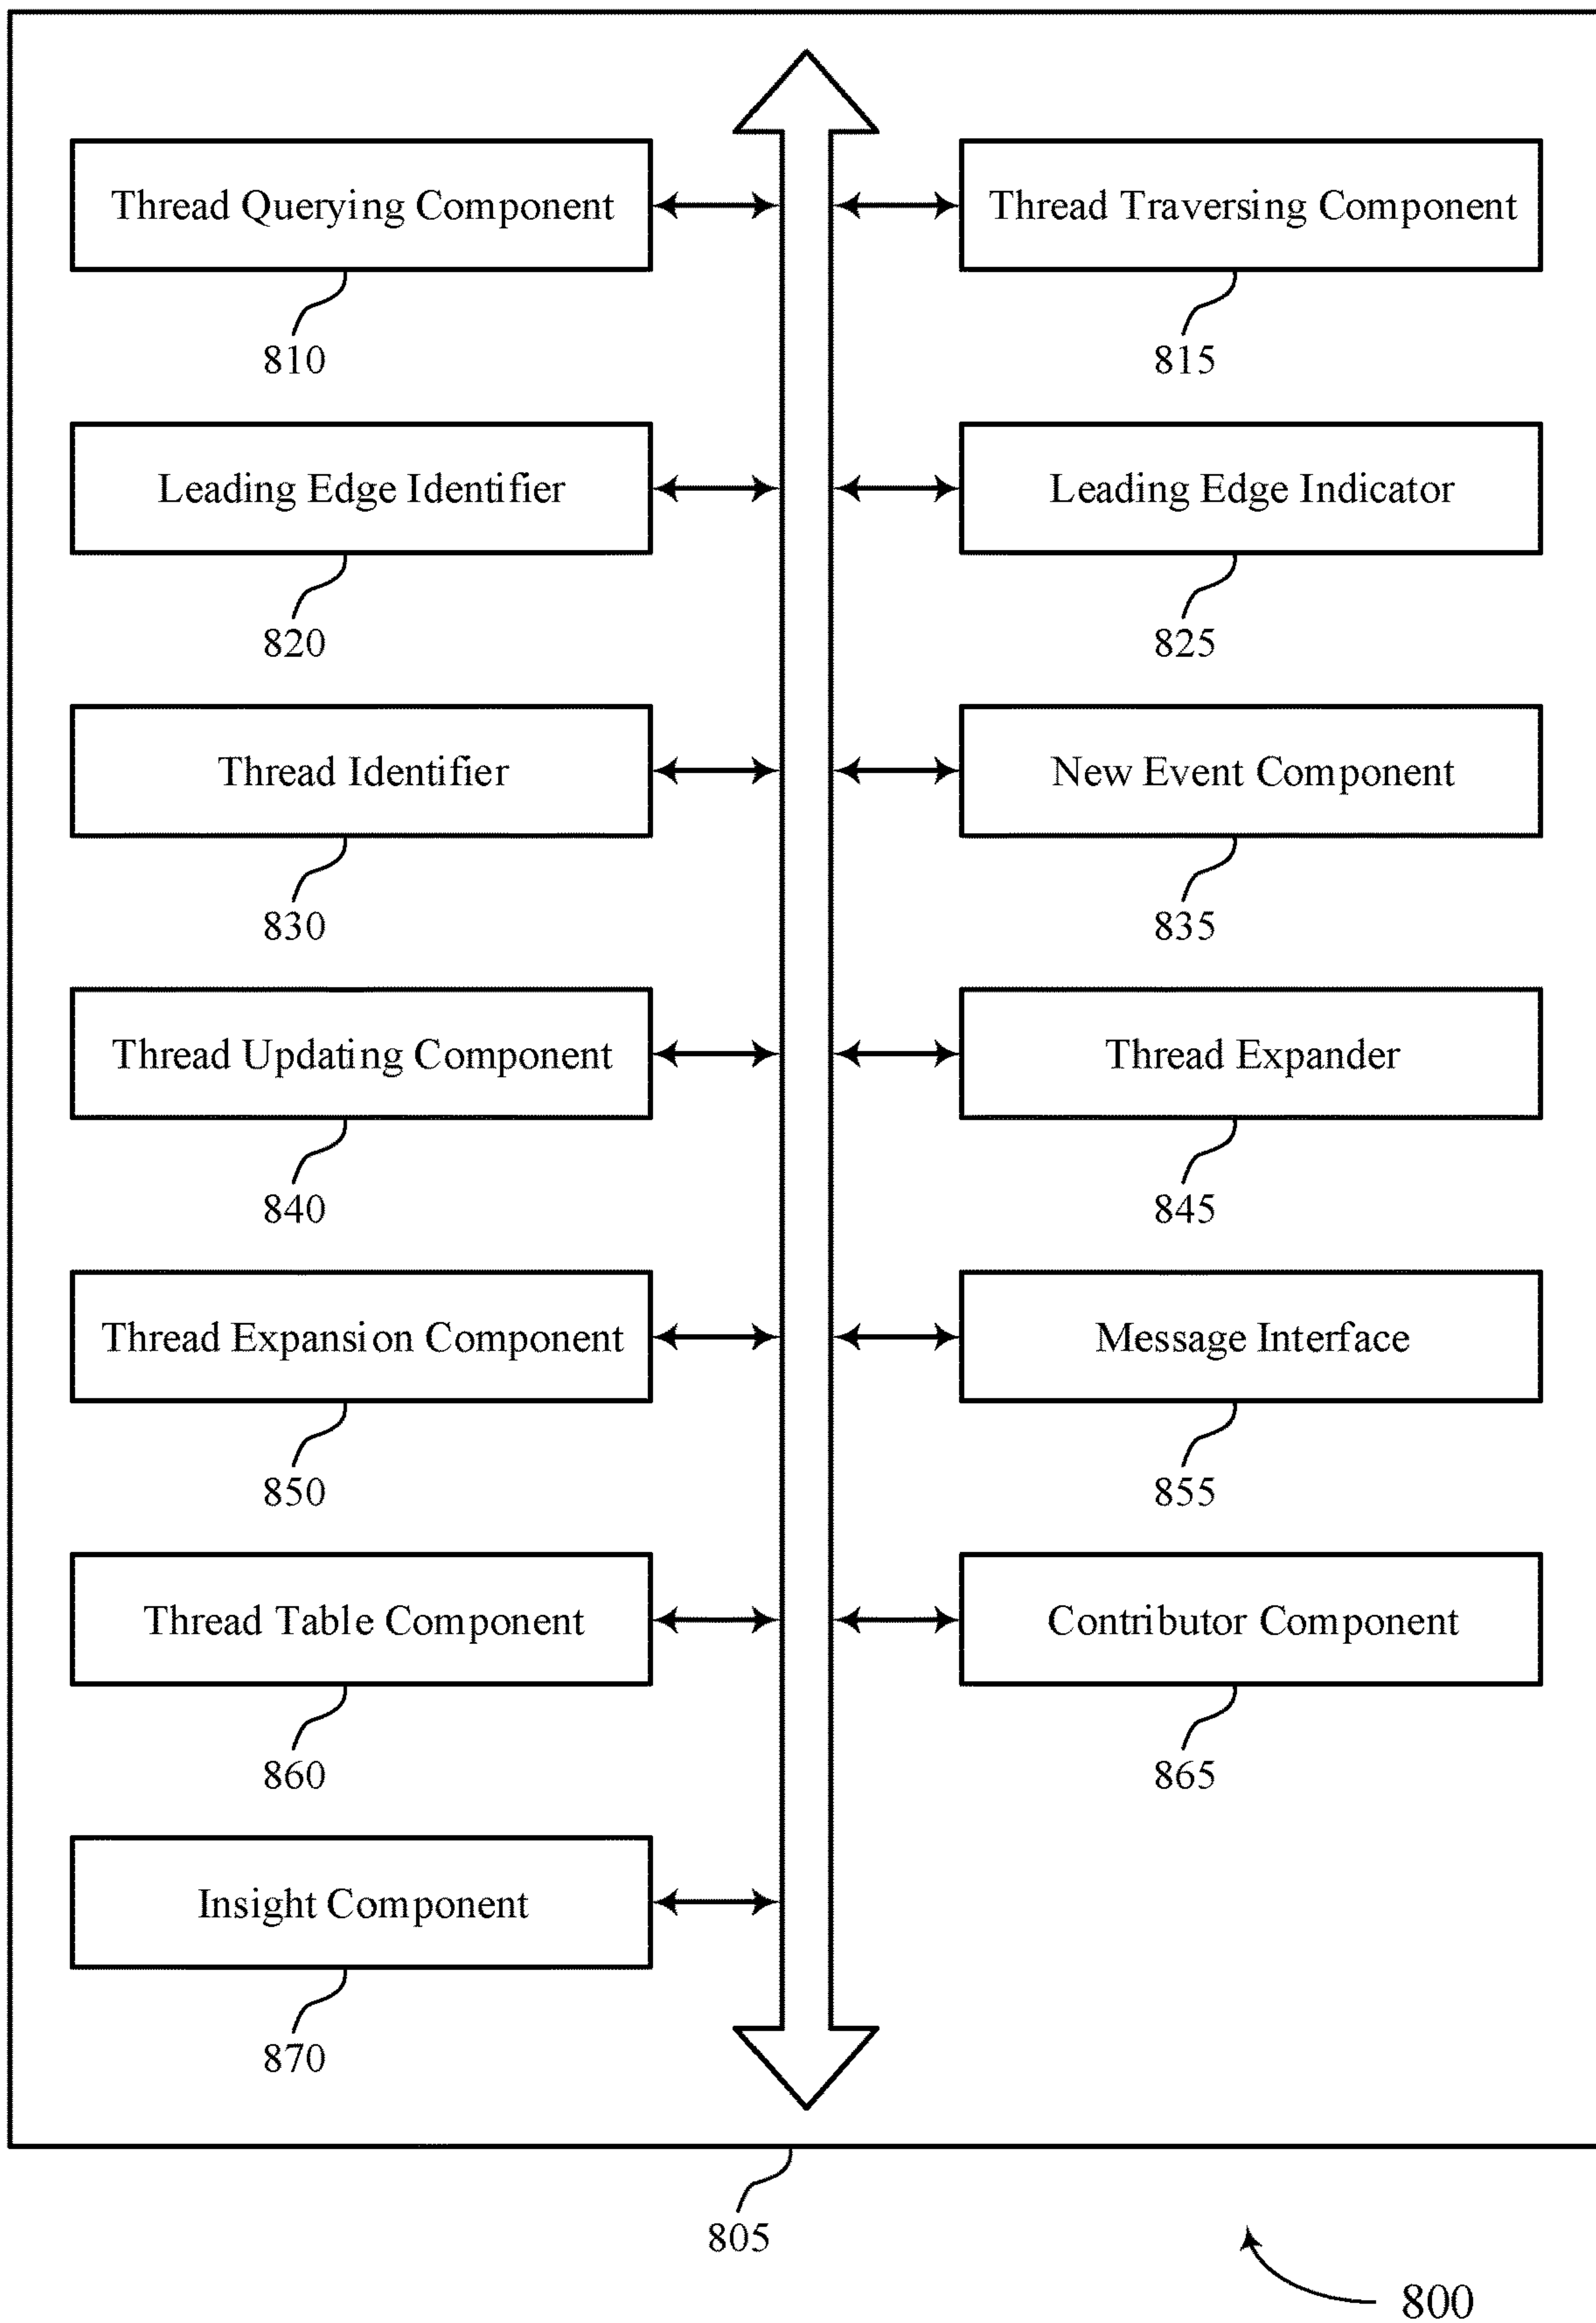 Thread Querying Component
Thread Traversing Component
810
815
Leading Edge Identifier
Leading Edge Indicator
820
825
Thread Identifier
New Event Component
830
835
Thread Updating Component
Thread Expander
840
845
Thread Expansion Component
Message Interface
850
855
Thread Table Component
Contributor Component
860
865
Insight Component
870
805
800